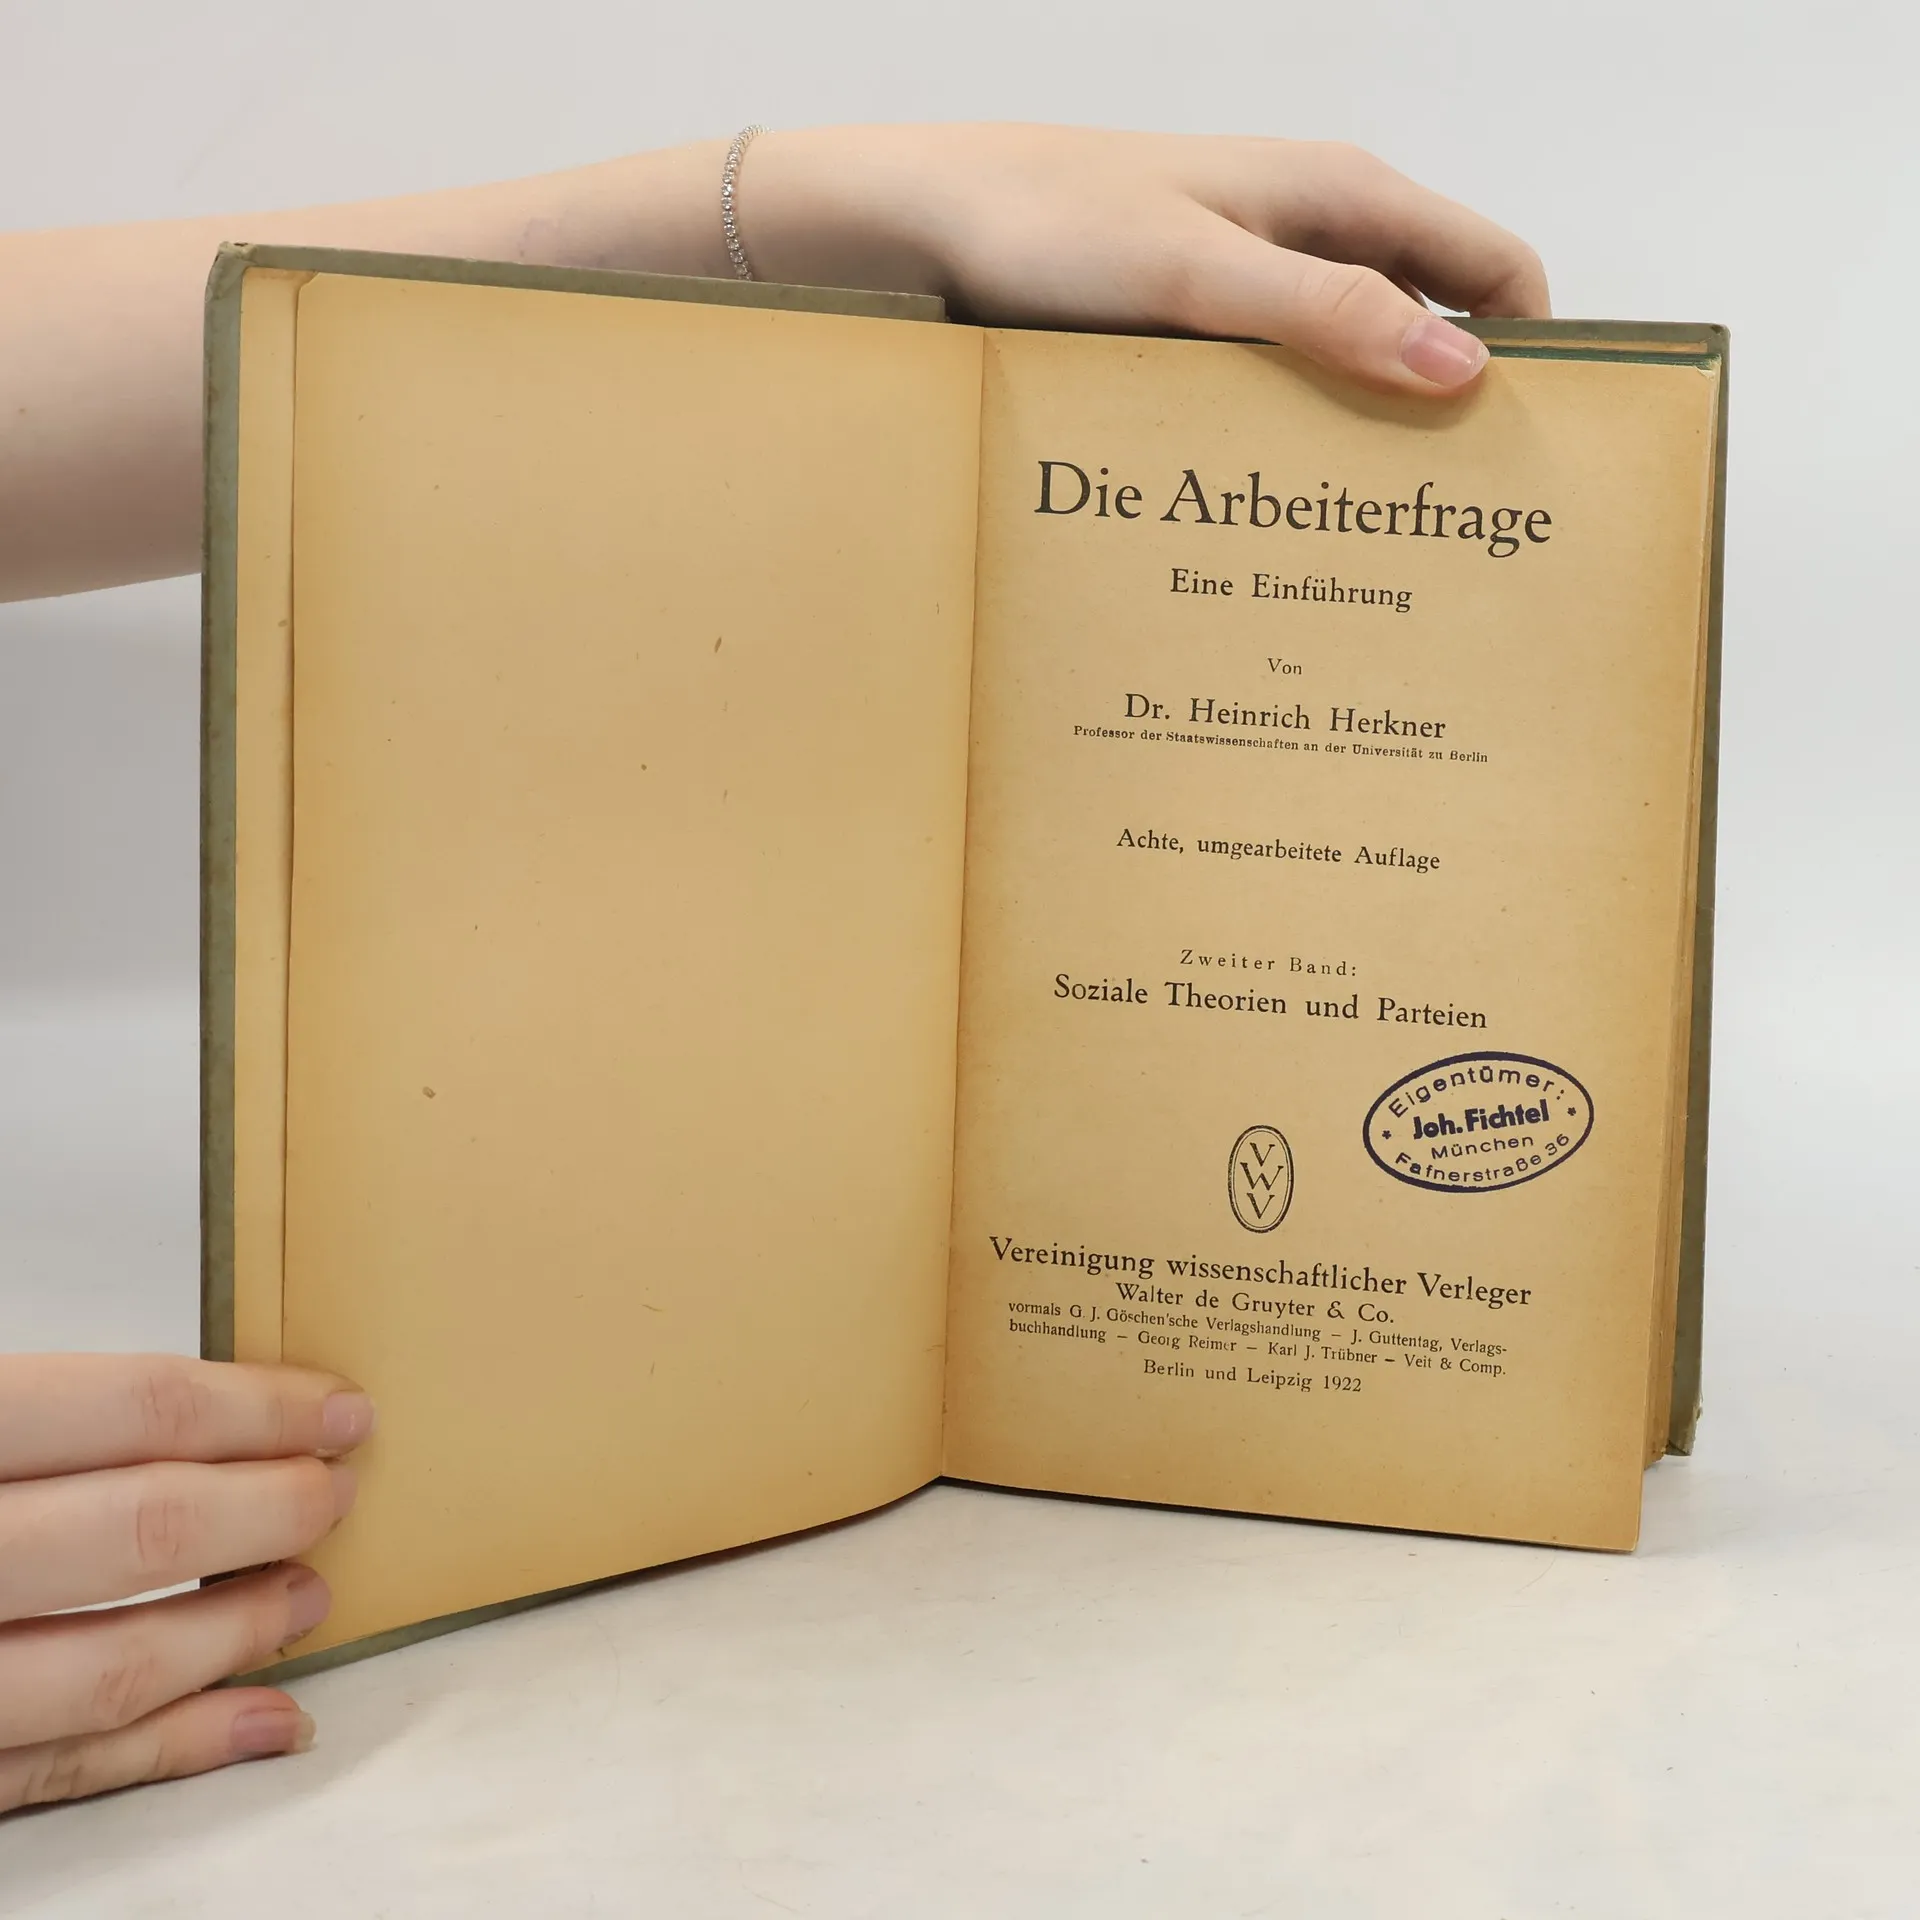 Die Arbeiterfrage
Eine Einführung
Von
Dr. Heinrich Herkner
Professor der Staatswissenschaften an der Universität zu Berlin
Achte, umgearbeitete Auflage
Zweiter Band:
Soziale Theorien und Parteien
Eigentümer:
Joh. Fichtel
München
Fafnerstraße 36
V
W
V
Vereinigung wissenschaftlicher Verleger
Walter de Gruyter & Co.
vormals G. J. Göschen'sche Verlagshandlung — J. Guttentag, Verlags-
buchhandlung — Georg Reimer — Karl J. Trübner — Veit & Comp.
Berlin und Leipzig 1922